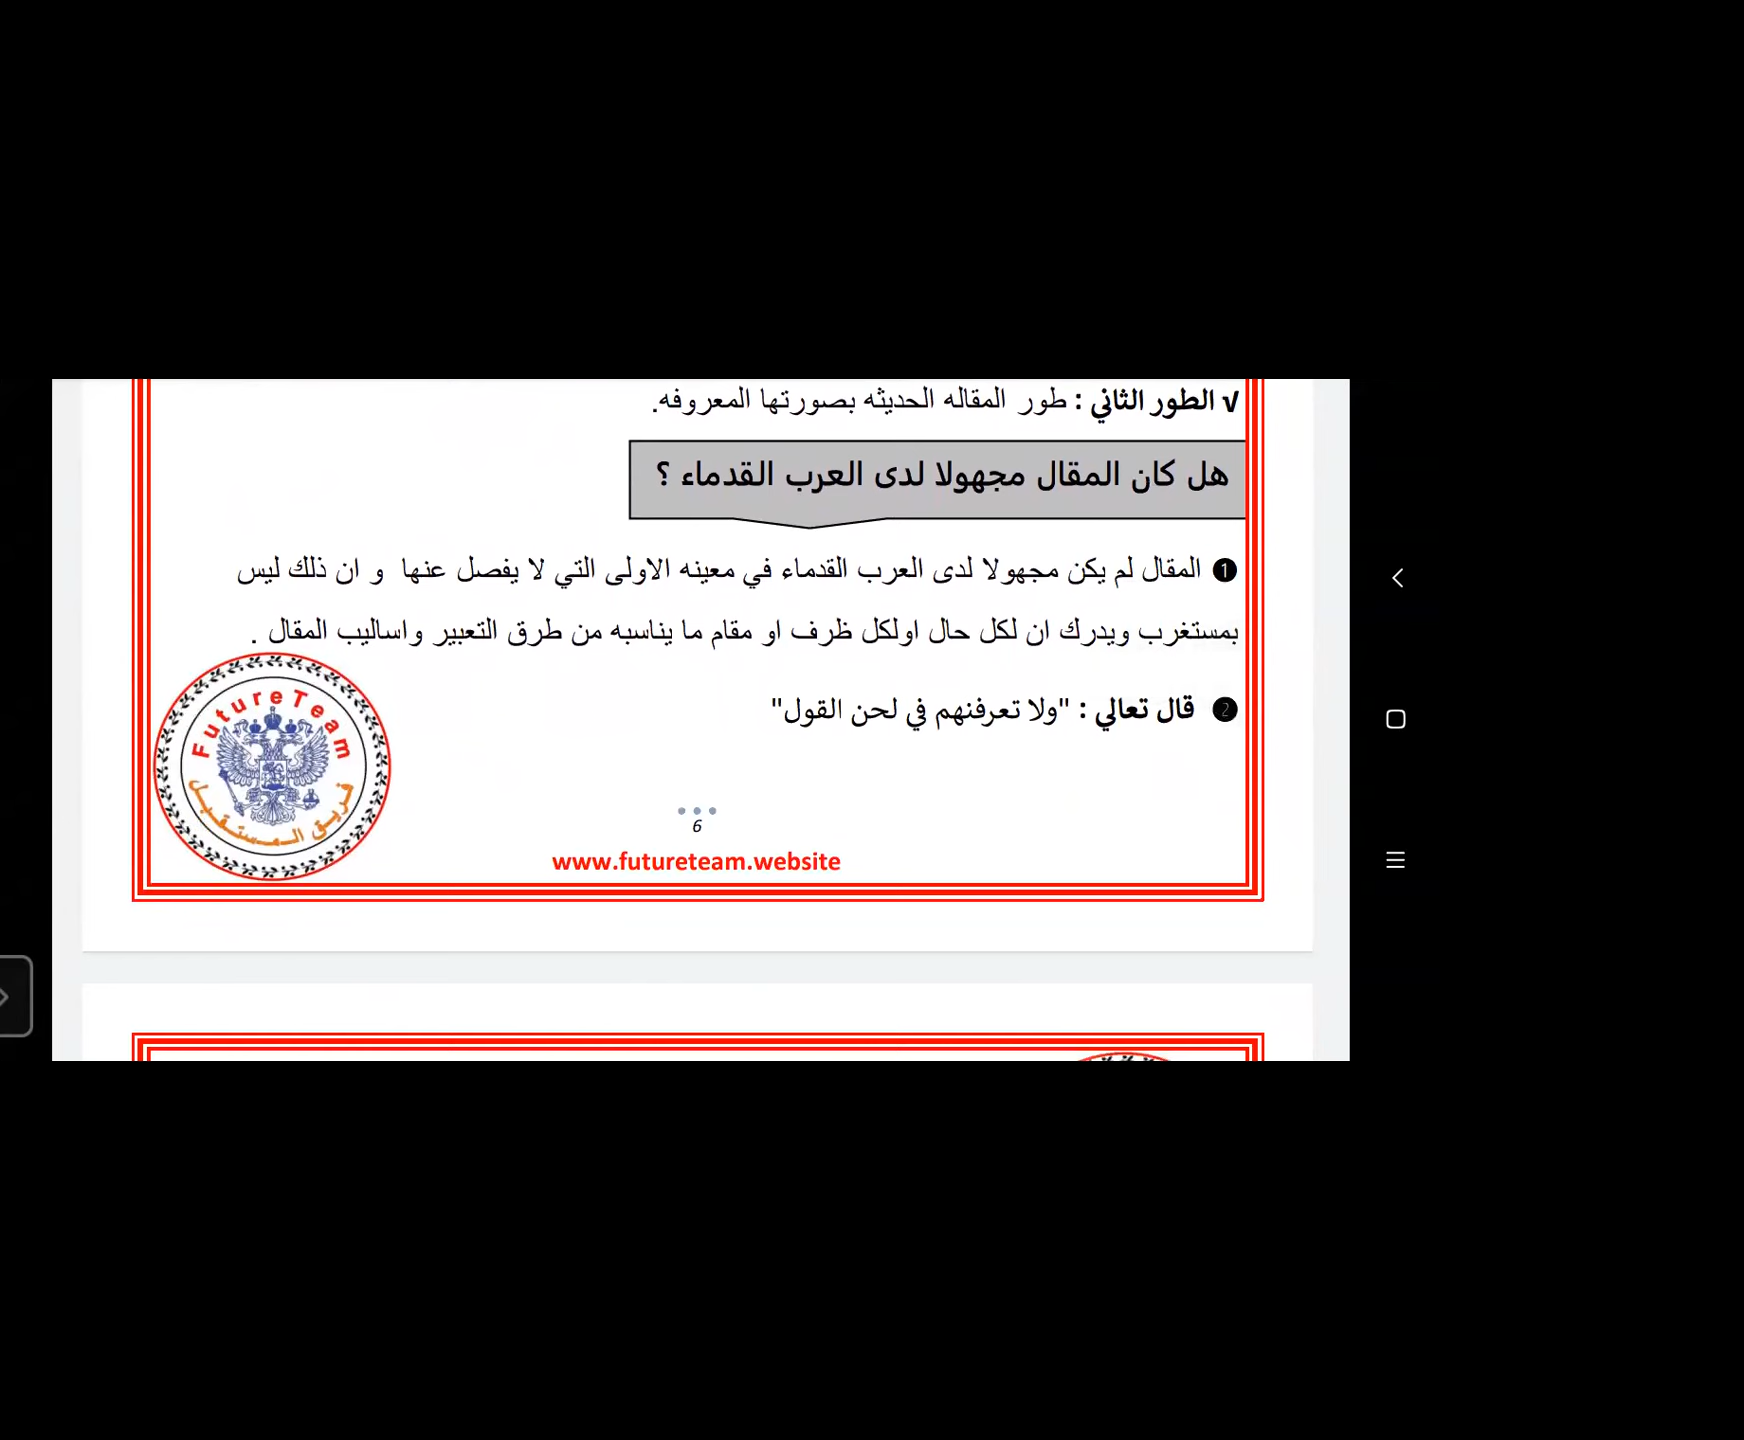 √ الطور الثاني : طور المقاله الحديثه بصورتها المعروفه.
هل كان المقال مجهولا لدى العرب القدماء ؟
❶ المقال لم يكن مجهولا لدى العرب القدماء في معينه الاولى التي لا يفصل عنها و ان ذلك ليس
بمستغرب ويدرك ان لكل حال اولكل ظرف او مقام ما يناسبه من طرق التعبير واساليب المقال .
❷ قال تعالي : "ولا تعرفنهم في لحن القول"
FutureTeam
فريق المستقبل
6
www.futureteam.website